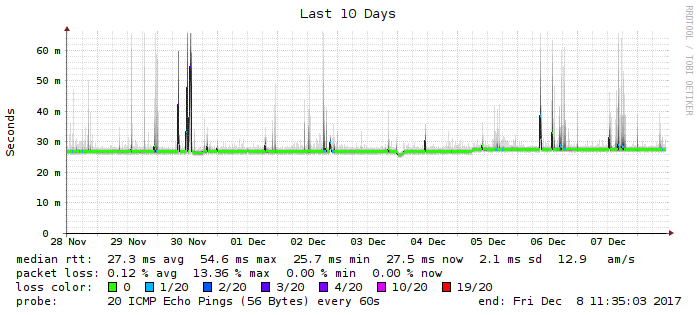 Last 10 Days
RRDTOOL / TOBI OETIKER
Seconds
60 m
50 m
40 m
30 m
20 m
10 m
0
28 Nov 29 Nov 30 Nov 01 Dec 02 Dec 03 Dec 04 Dec 05 Dec 06 Dec 07 Dec
median rtt: 27.3 ms avg 54.6 ms max 25.7 ms min 27.5 ms now 2.1 ms sd 12.9 am/s
packet loss: 0.12 % avg 13.36 % max 0.00 % min 0.00 % now
loss color: 0 1/20 2/20 3/20 4/20 10/20 19/20
probe: 20 ICMP Echo Pings (56 Bytes) every 60s end: Fri Dec 8 11:35:03 2017